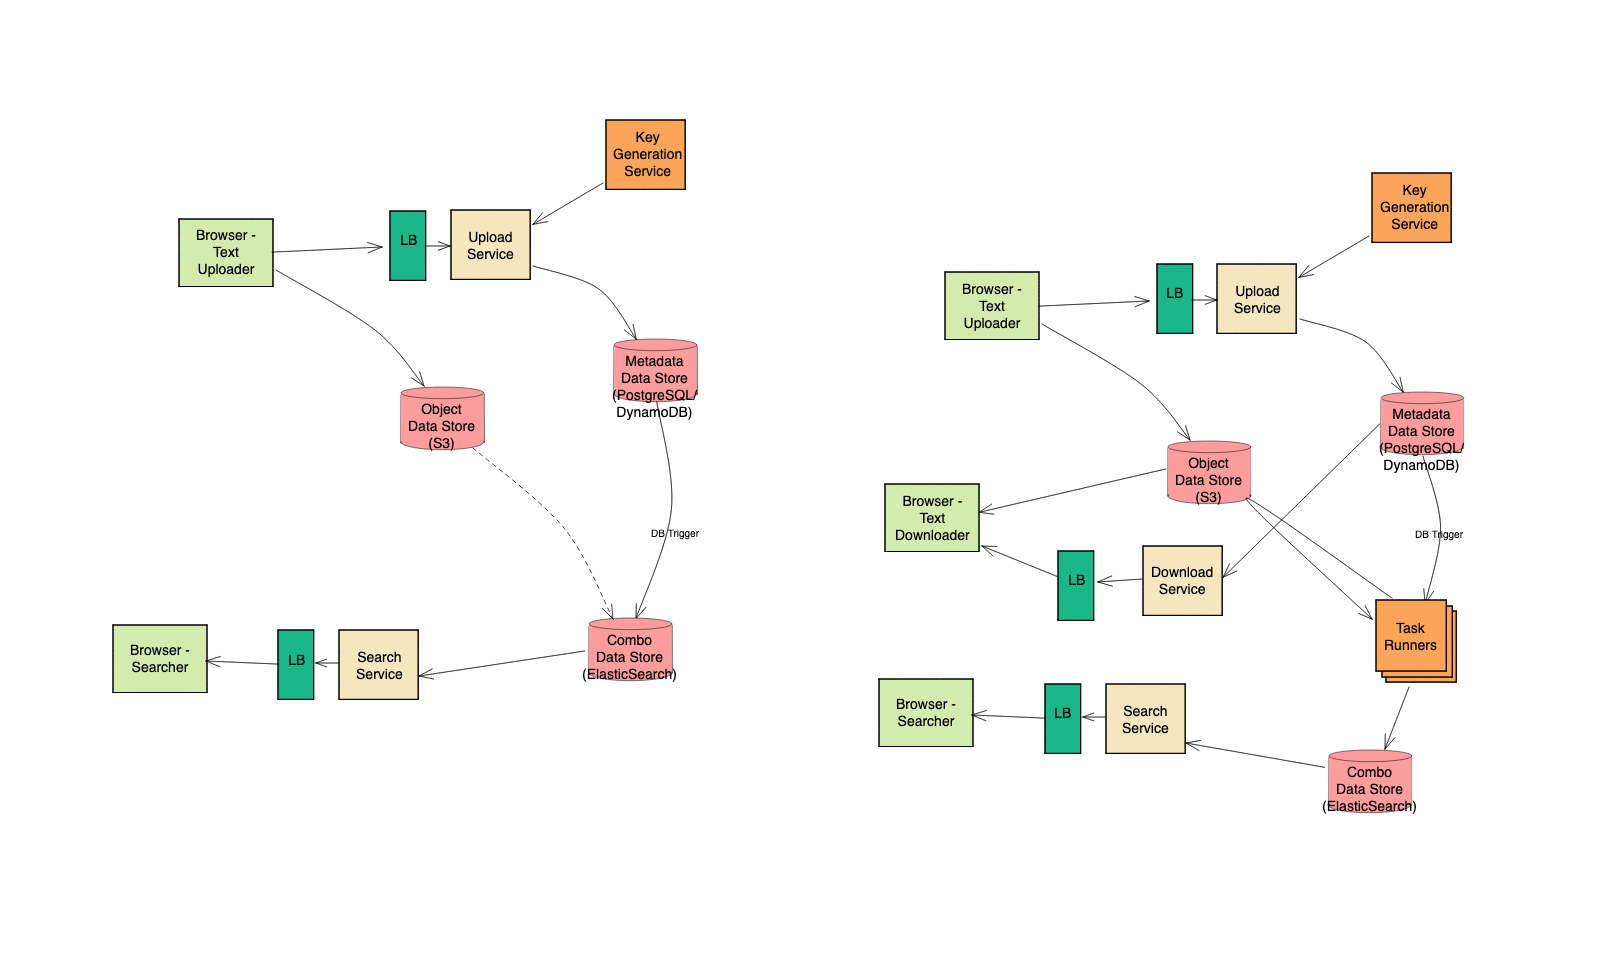 Key
Generation
Service
Browser -
Text
Uploader
LB
Upload
Service
Metadata
Data Store
(PostgreSQL/
DynamoDB)
Object
Data Store
(S3)
DB Trigger
Browser -
Searcher
LB
Search
Service
Combo
Data Store
(ElasticSearch)
Key
Generation
Service
Browser -
Text
Uploader
LB
Upload
Service
Metadata
Data Store
(PostgreSQL/
DynamoDB)
Object
Data Store
(S3)
Browser -
Text
Downloader
LB
Download
Service
DB Trigger
Task
Runners
Browser -
Searcher
LB
Search
Service
Combo
Data Store
(ElasticSearch)